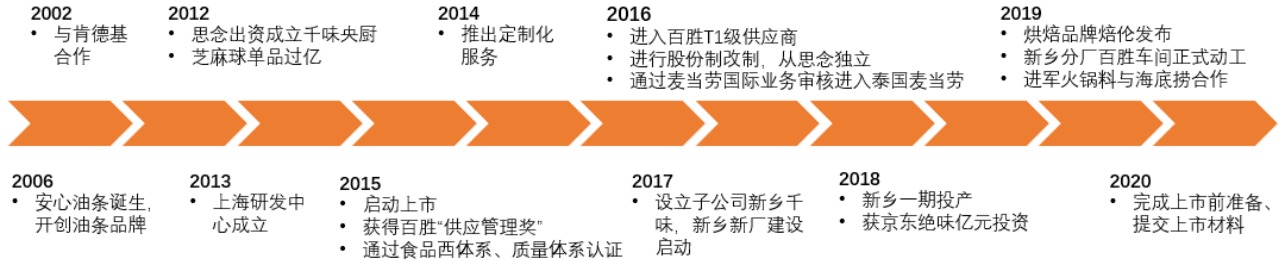 2002
• 与肯德基
合作
2012
• 思念出资成立千味央厨
• 芝麻球单品过亿
2014
• 推出定制化
服务
2016
• 进入百胜T1级供应商
• 进行股份制改制，从思念独立
• 通过麦当劳国际业务审核进入泰国麦当劳
2019
• 烘焙品牌焙伦发布
• 新乡分厂百胜车间正式动工
• 进军火锅料与海底捞合作
2006
• 安心油条诞生，
开创油条品牌
2013
• 上海研发中
心成立
2015
• 启动上市
• 获得百胜“供应管理奖”
• 通过食品西体系、质量体系认证
2017
• 设立子公司新乡千
味，新乡新厂建设
启动
2018
• 新乡一期投产
• 获京东绝味亿元投资
2020
• 完成上市前准备、
提交上市材料